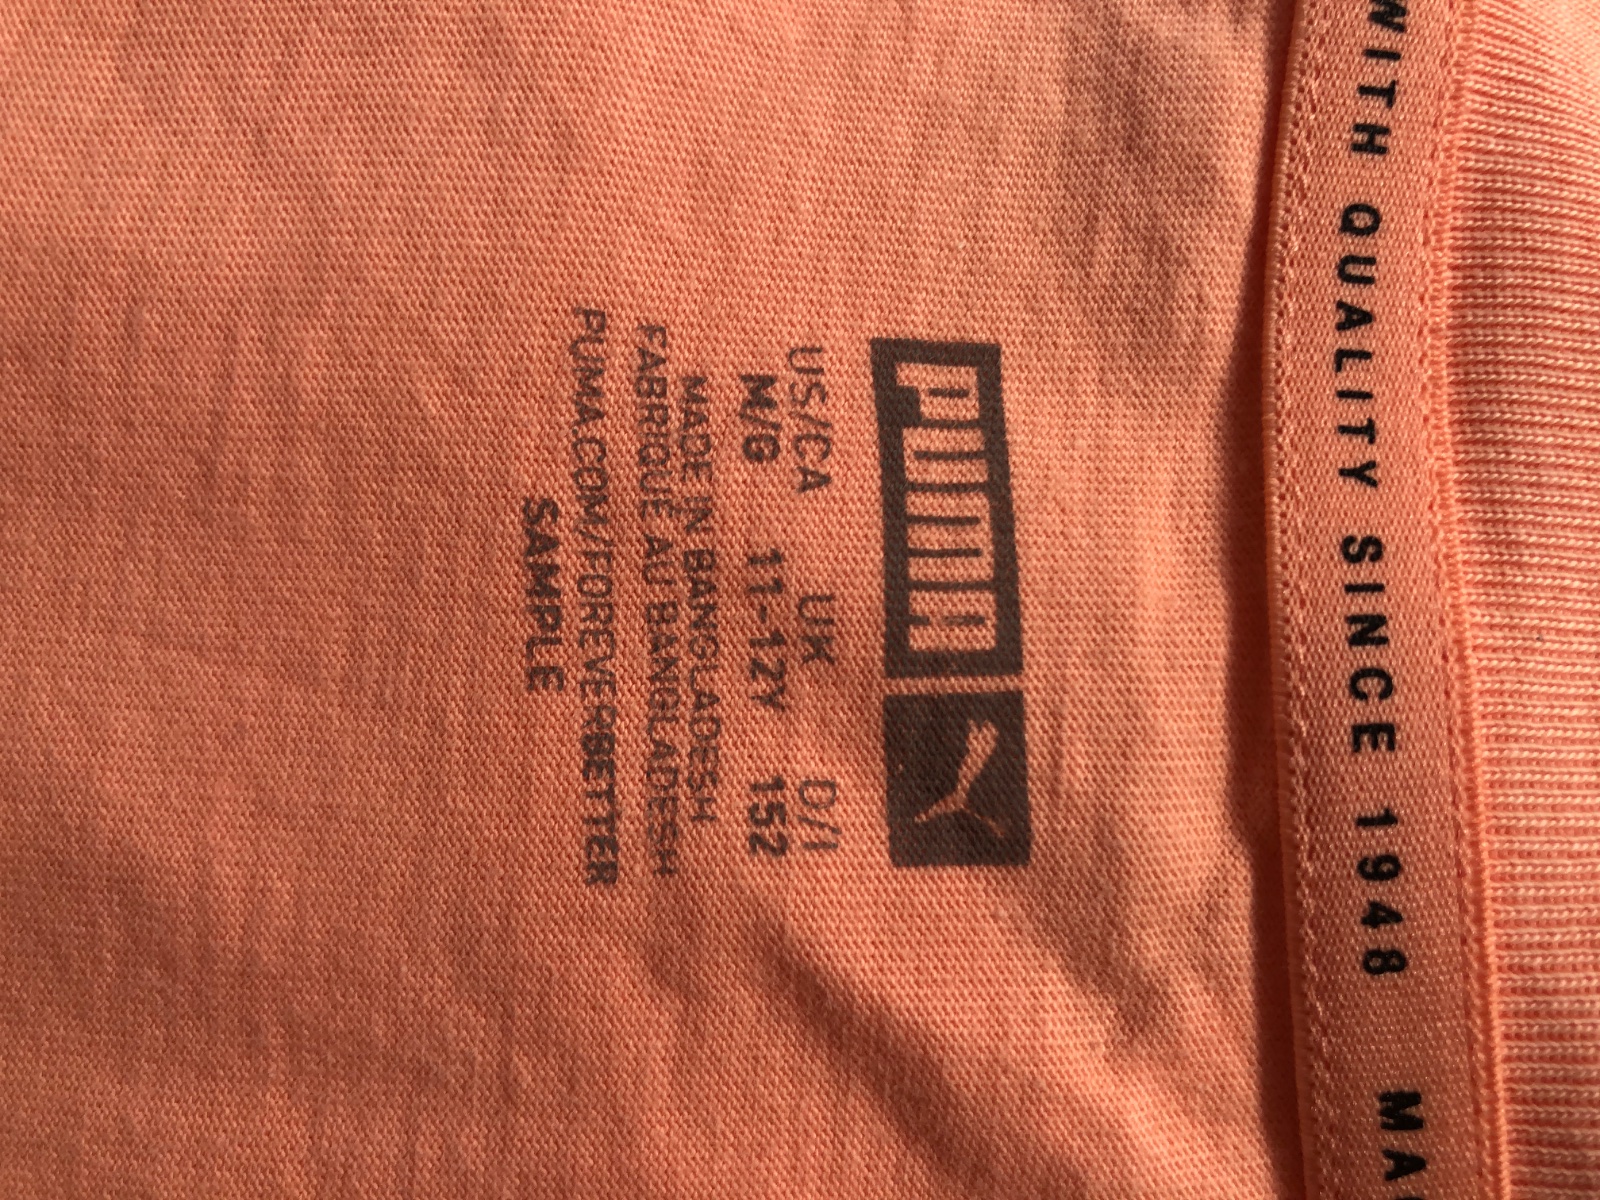 WITH QUALITY SINCE 1948 MA
PUMA
US/CA UK D/I
M/G 11-12Y 152
MADE IN BANGLADESH
FABRIQUÉ AU BANGLADESH
PUMA.COM/FOREVERBETTER
SAMPLE